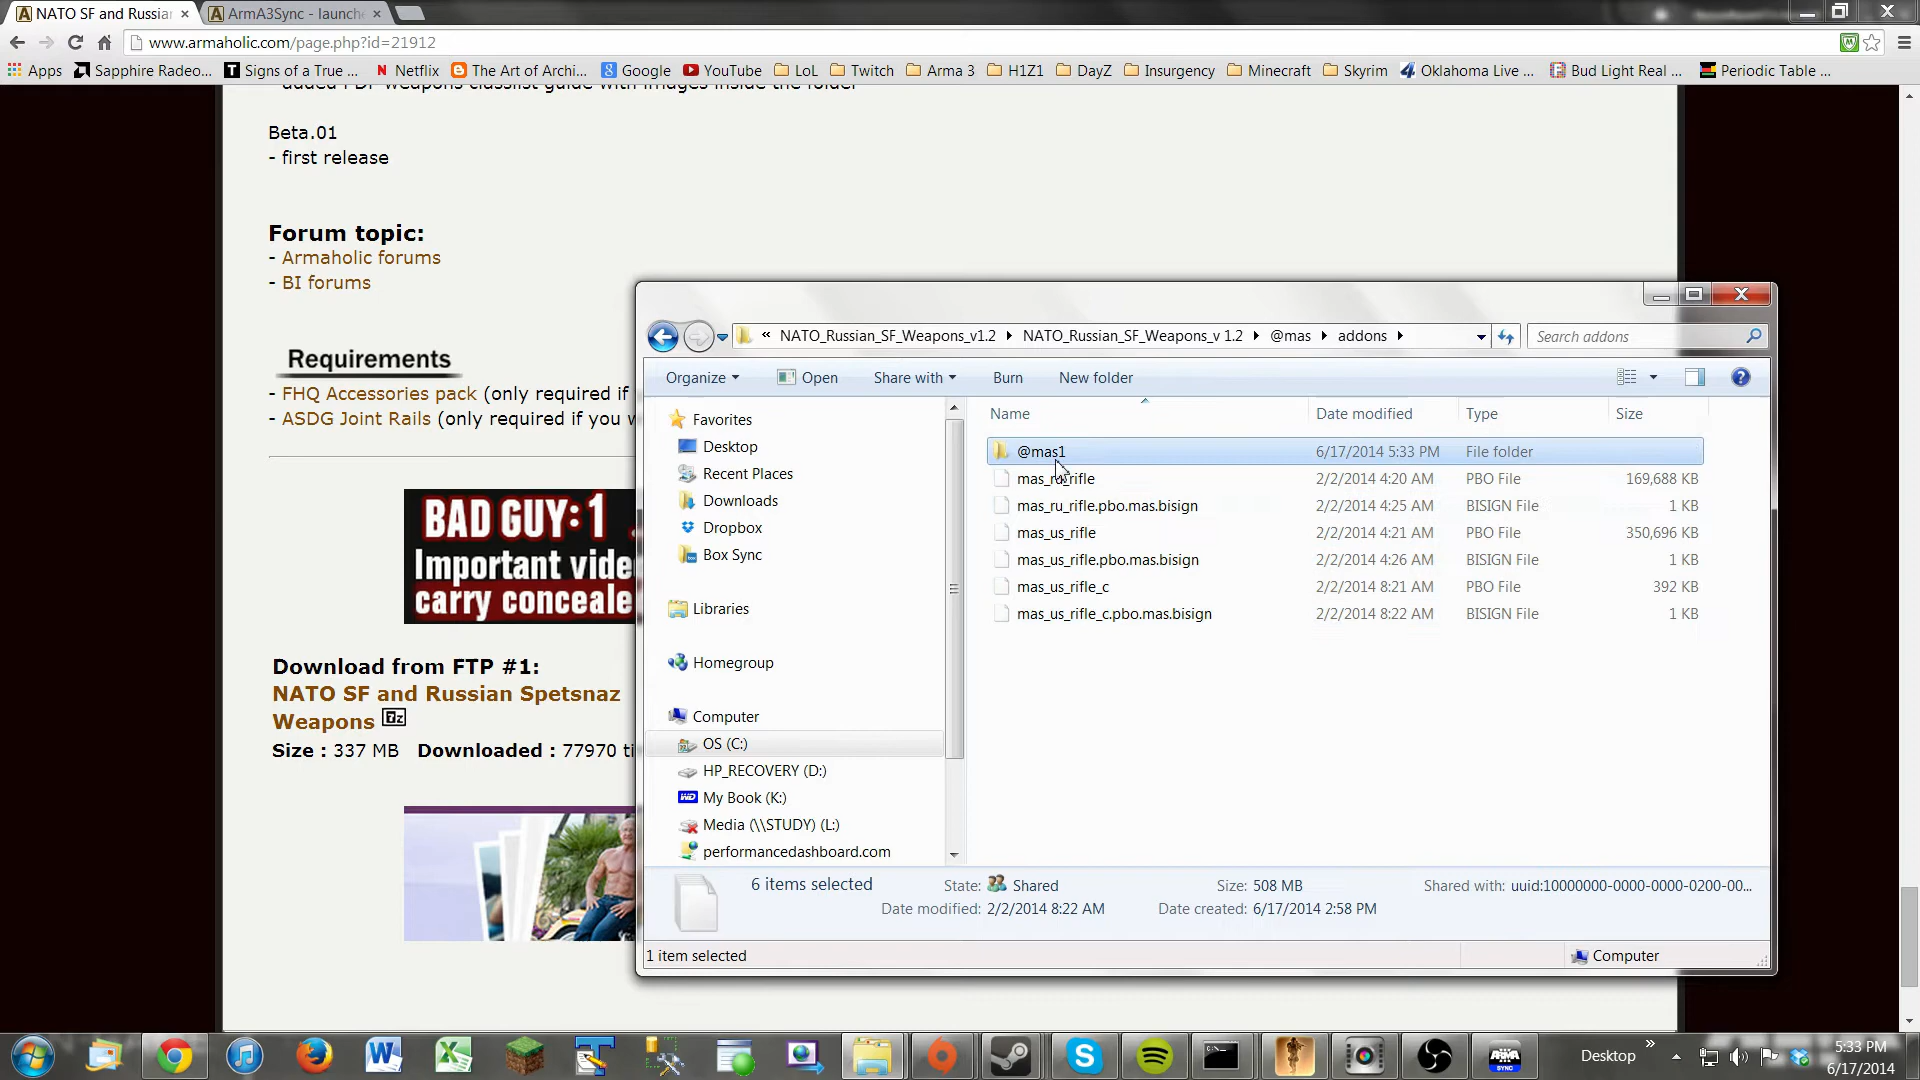 NATO SF and Russia
ArmA3Sync - launch
www.armaholic.com/page.php?id=21912
Apps
Sapphire Radeo...
Signs of a True ...
Netflix
The Art of Archi...
Google
YouTube
LoL
Twitch
Arma 3
H1Z1
DayZ
Insurgency
Minecraft
Skyrim
Oklahoma Live ...
Bud Light Real ...
Periodic Table ...
- added PDF weapons classlist guide with images inside the folder
Beta.01
- first release
Forum topic:
- Armaholic forums
- BI forums
Requirements
- FHQ Accessories pack (only required if
- ASDG Joint Rails (only required if you w
BAD GUY: 1
Important vide
carry conceale
Download from FTP #1:
NATO SF and Russian Spetsnaz
Weapons 7z
Size : 337 MB Downloaded : 77970 ti
« NATO_Russian_SF_Weapons_v1.2
NATO_Russian_SF_Weapons_v 1.2
@mas
addons
Search addons
Organize
Open
Share with
Burn
New folder
Favorites
Desktop
Recent Places
Downloads
Dropbox
Box Sync
Libraries
Homegroup
Computer
OS (C:)
HP_RECOVERY (D:)
My Book (K:)
Media (\\STUDY) (L:)
performancedashboard.com
Name Date modified Type Size
@mas1 6/17/2014 5:33 PM File folder
mas_ru_rifle 2/2/2014 4:20 AM PBO File 169,688 KB
mas_ru_rifle.pbo.mas.bisign 2/2/2014 4:25 AM BISIGN File 1 KB
mas_us_rifle 2/2/2014 4:21 AM PBO File 350,696 KB
mas_us_rifle.pbo.mas.bisign 2/2/2014 4:26 AM BISIGN File 1 KB
mas_us_rifle_c 2/2/2014 8:21 AM PBO File 392 KB
mas_us_rifle_c.pbo.mas.bisign 2/2/2014 8:22 AM BISIGN File 1 KB
6 items selected State: Shared Size: 508 MB Shared with: uuid:10000000-0000-0000-0200-00...
Date modified: 2/2/2014 8:22 AM Date created: 6/17/2014 2:58 PM
1 item selected
Computer
Desktop
5:33 PM
6/17/2014